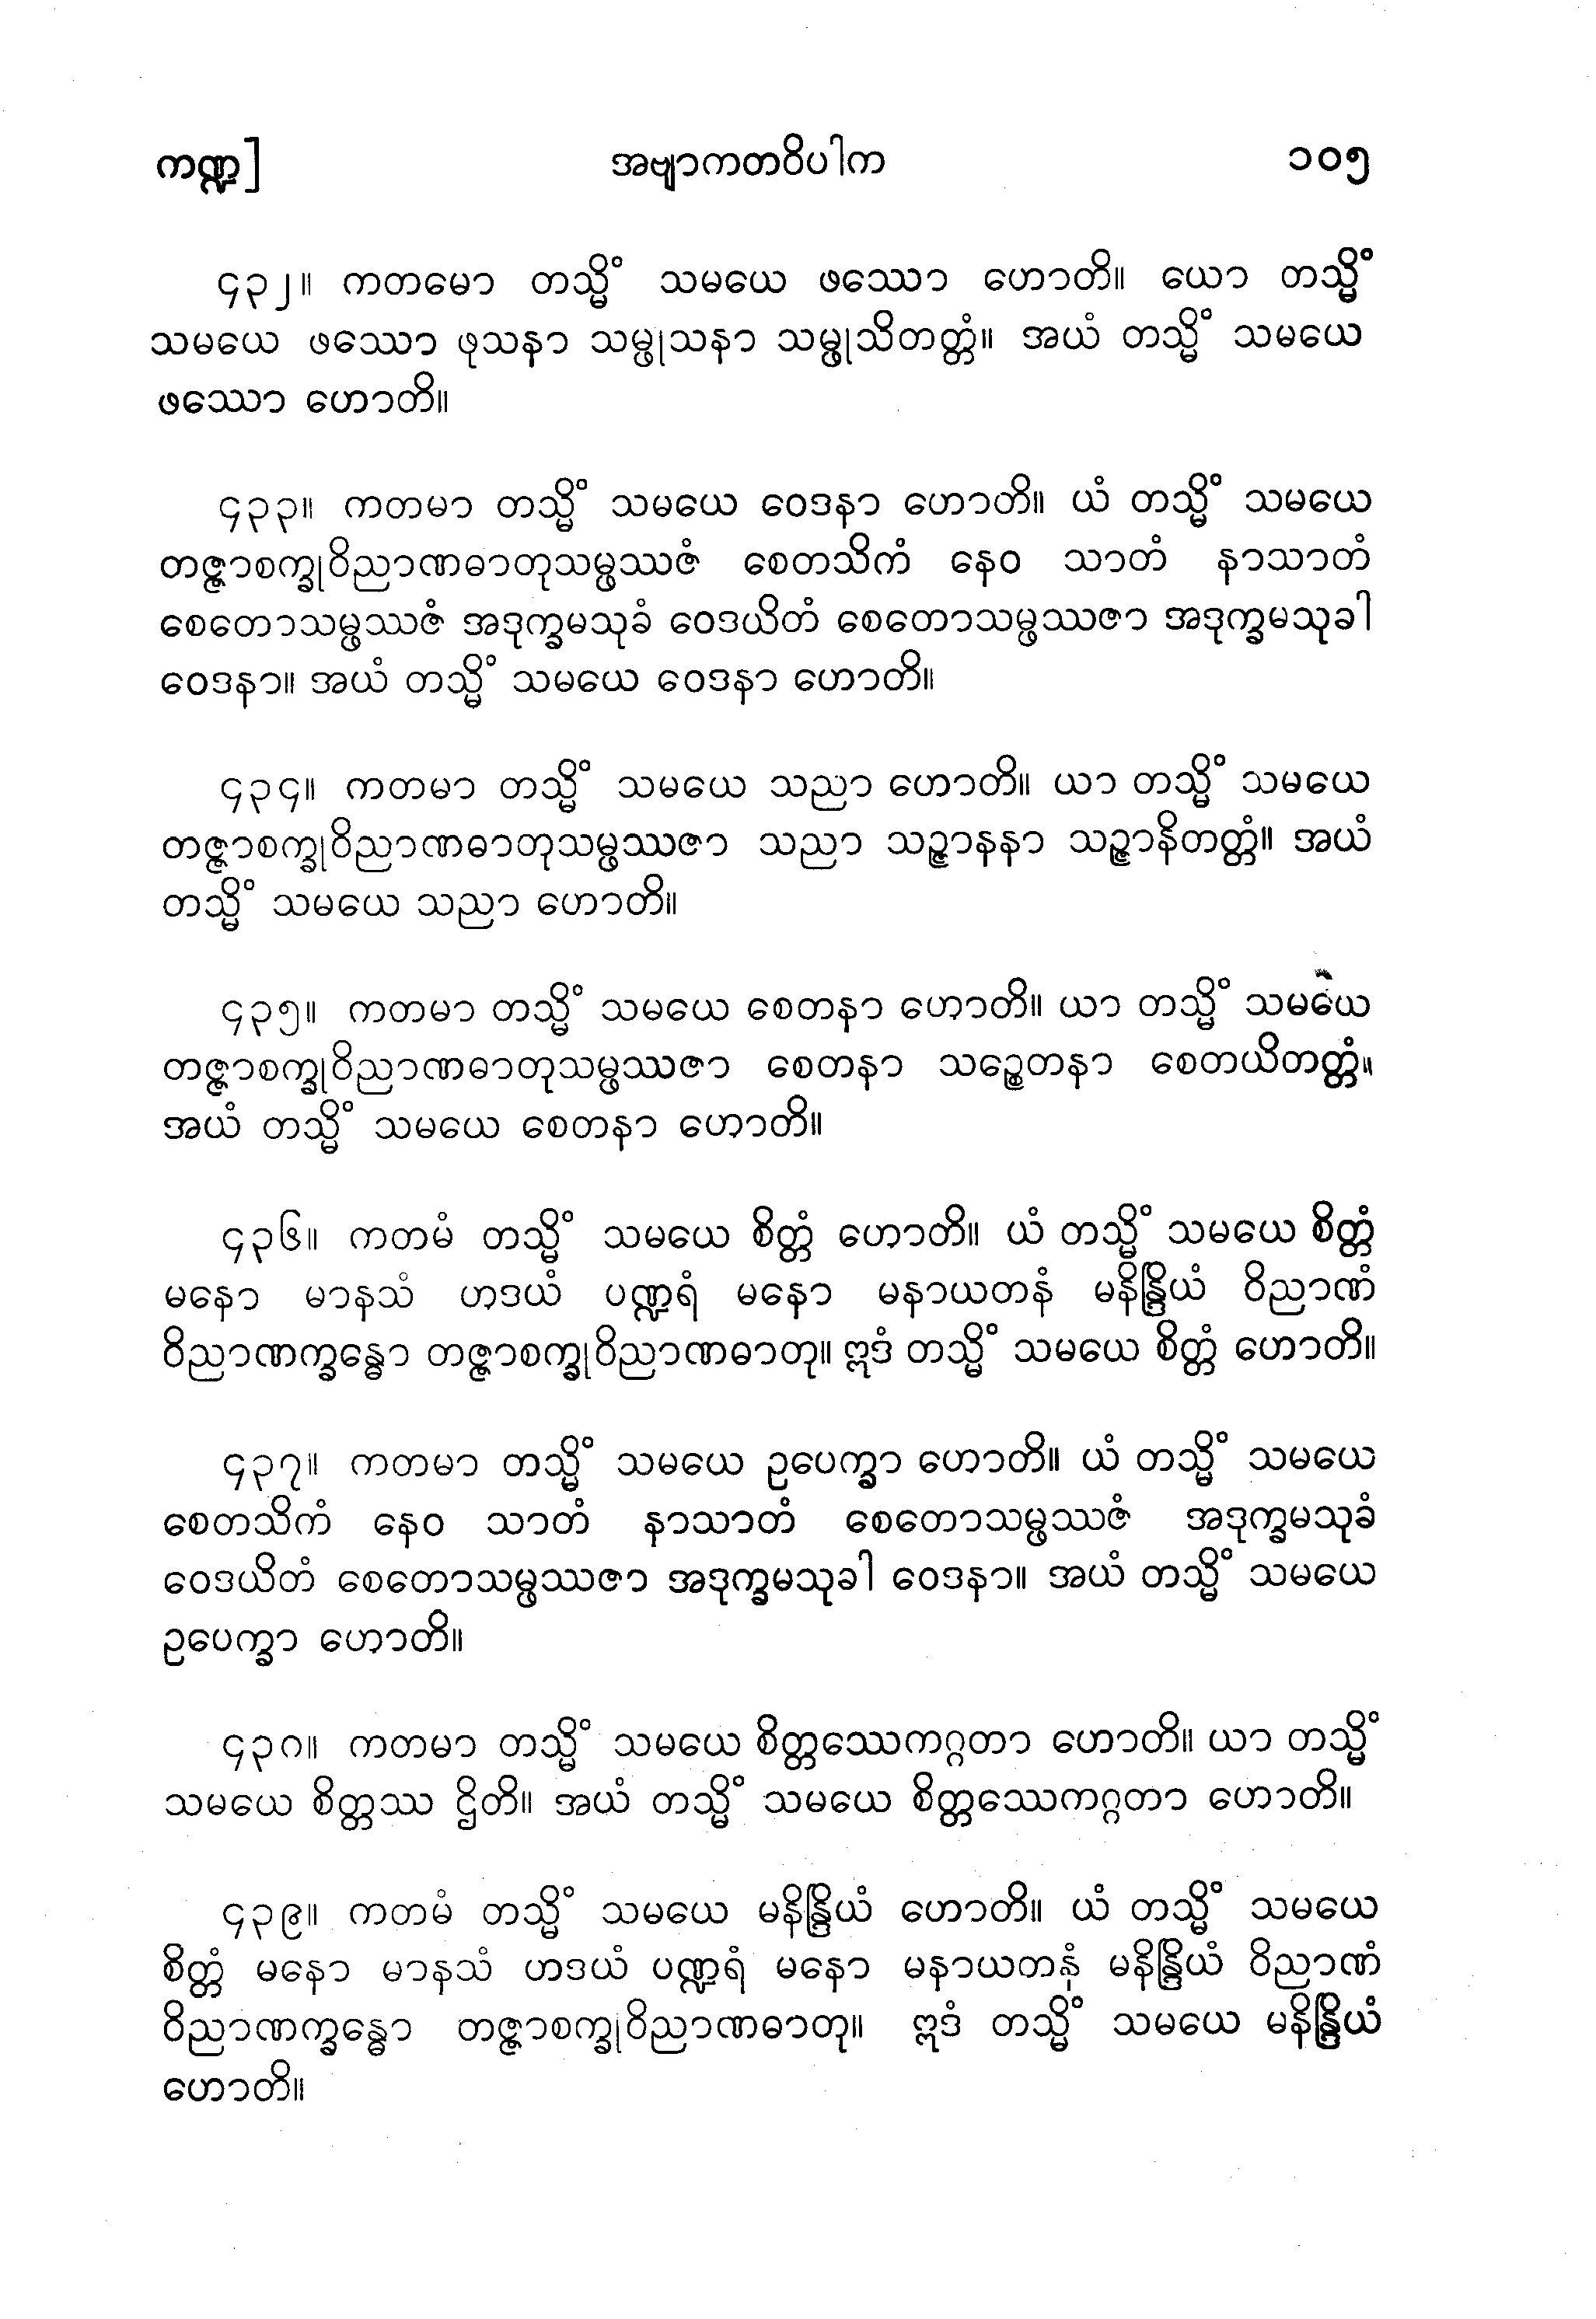 ကဏ္ဍ] အဗျာကတဝိပါက ၁၀၅
၄၃၂။ ကတမော တသ္မိံ သမယေ ဖဿော ဟောတိ။ ယော တသ္မိံ
သမယေ ဖဿော ဖုသနာ သမ္ဖုသနာ သမ္ဖုသိတတ္တံ။ အယံ တသ္မိံ သမယေ
ဖဿော ဟောတိ။
၄၃၃။ ကတမာ တသ္မိံ သမယေ ဝေဒနာ ဟောတိ။ ယံ တသ္မိံ သမယေ
တဇ္ဇာစက္ခုဝိညာဏဓာတုသမ္ဖဿဇံ စေတသိကံ နေဝ သာတံ နာသာတံ
စေတောသမ္ဖဿဇံ အဒုက္ခမသုခံ ဝေဒယိတံ စေတောသမ္ဖဿဇာ အဒုက္ခမသုခါ
ဝေဒနာ။ အယံ တသ္မိံ သမယေ ဝေဒနာ ဟောတိ။
၄၃၄။ ကတမာ တသ္မိံ သမယေ သညာ ဟောတိ။ ယာ တသ္မိံ သမယေ
တဇ္ဇာစက္ခုဝိညာဏဓာတုသမ္ဖဿဇာ သညာ သဉ္ဇာနနာ သဉ္ဇာနိတတ္တံ။ အယံ
တသ္မိံ သမယေ သညာ ဟောတိ။
၄၃၅။ ကတမာ တသ္မိံ သမယေ စေတနာ ဟောတိ။ ယာ တသ္မိံ သမယေ
တဇ္ဇာစက္ခုဝိညာဏဓာတုသမ္ဖဿဇာ စေတနာ သဉ္စေတနာ စေတယိတတ္တံ။
အယံ တသ္မိံ သမယေ စေတနာ ဟောတိ။
၄၃၆။ ကတမံ တသ္မိံ သမယေ စိတ္တံ ဟောတိ။ ယံ တသ္မိံ သမယေ စိတ္တံ
မနော မာနသံ ဟဒယံ ပဏ္ဍရံ မနော မနာယတနံ မနိန္ဒြိယံ ဝိညာဏံ
ဝိညာဏက္ခန္ဓော တဇ္ဇာစက္ခုဝိညာဏဓာတု။ ဣဒံ တသ္မိံ သမယေ စိတ္တံ ဟောတိ။
၄၃၇။ ကတမာ တသ္မိံ သမယေ ဥပေက္ခာ ဟောတိ။ ယံ တသ္မိံ သမယေ
စေတသိကံ နေဝ သာတံ နာသာတံ စေတောသမ္ဖဿဇံ အဒုက္ခမသုခံ
ဝေဒယိတံ စေတောသမ္ဖဿဇာ အဒုက္ခမသုခါ ဝေဒနာ။ အယံ တသ္မိံ သမယေ
ဥပေက္ခာ ဟောတိ။
၄၃၈။ ကတမာ တသ္မိံ သမယေ စိတ္တဿေကဂ္ဂတာ ဟောတိ။ ယာ တသ္မိံ
သမယေ စိတ္တဿ ဌိတိ။ အယံ တသ္မိံ သမယေ စိတ္တဿေကဂ္ဂတာ ဟောတိ။
၄၃၉။ ကတမံ တသ္မိံ သမယေ မနိန္ဒြိယံ ဟောတိ။ ယံ တသ္မိံ သမယေ
စိတ္တံ မနော မာနသံ ဟဒယံ ပဏ္ဍရံ မနော မနာယတနံ မနိန္ဒြိယံ ဝိညာဏံ
ဝိညာဏက္ခန္ဓော တဇ္ဇာစက္ခုဝိညာဏဓာတု။ ဣဒံ တသ္မိံ သမယေ မနိန္ဒြိယံ
ဟောတိ။